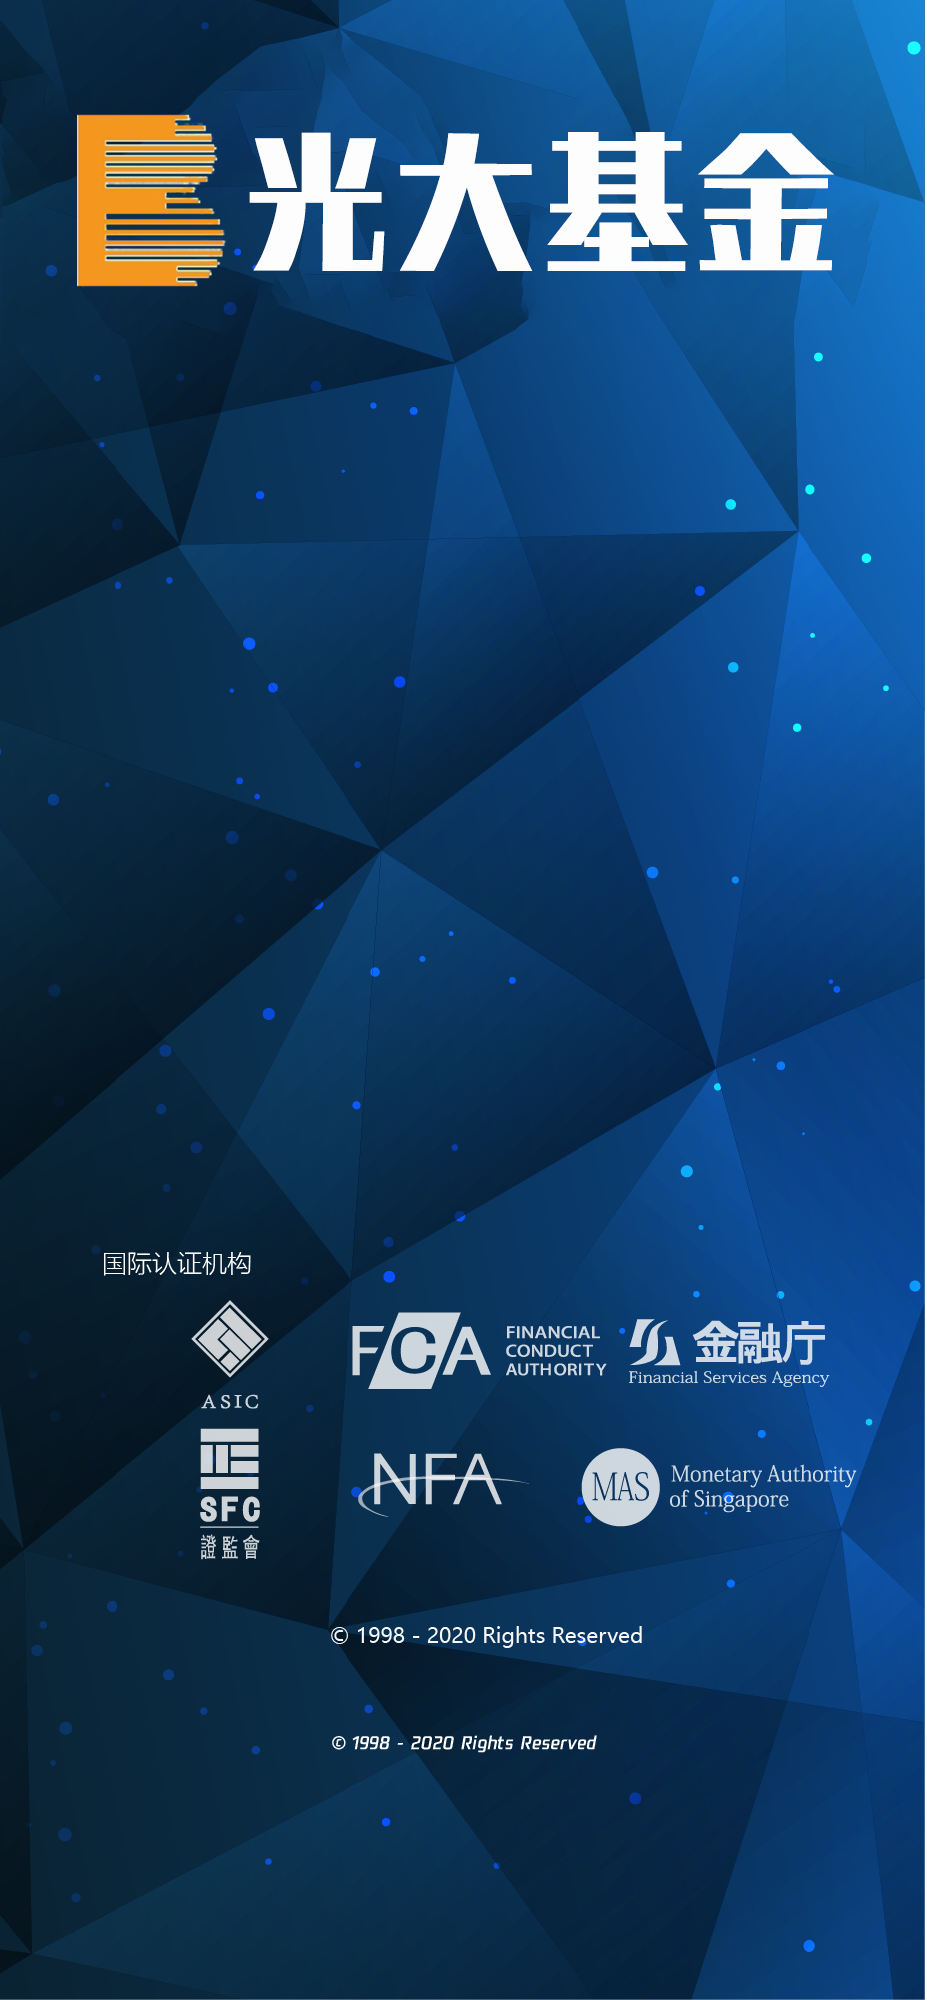 光大基金
国际认证机构
ASIC
FCA
FINANCIAL
CONDUCT
AUTHORITY
金融庁
Financial Services Agency
SFC
證監會
NFA
MAS
Monetary Authority
of Singapore
© 1998 - 2020 Rights Reserved
© 1998 - 2020 Rights Reserved